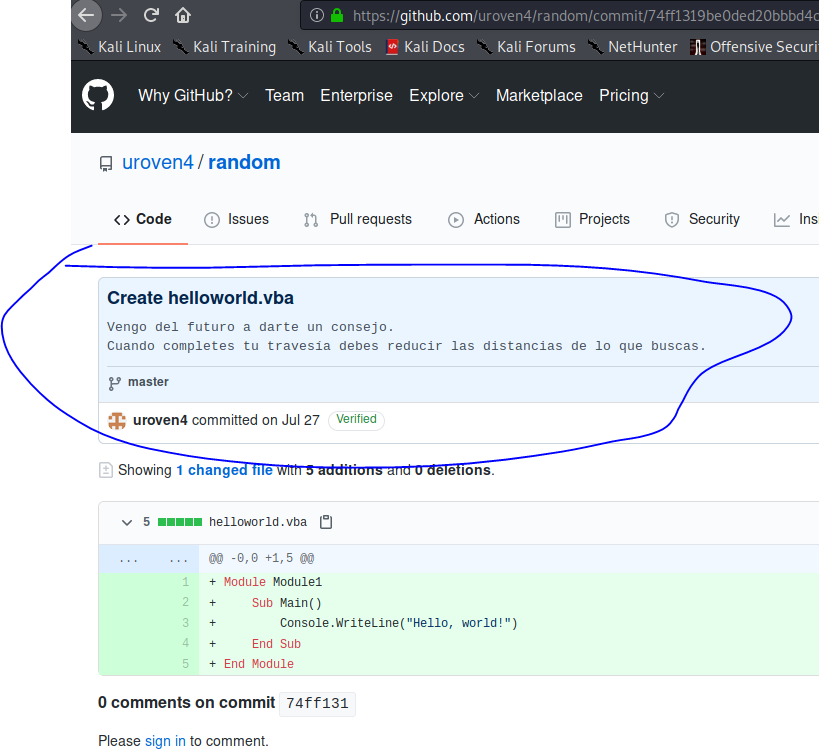 https://github.com/uroven4/random/commit/74ff1319be0ded20bbbd4c
Kali Linux Kali Training Kali Tools Kali Docs Kali Forums NetHunter Offensive Securi
Why GitHub? Team Enterprise Explore Marketplace Pricing
uroven4 / random
Code Issues Pull requests Actions Projects Security Ins
Create helloworld.vba
Vengo del futuro a darte un consejo.
Cuando completes tu travesía debes reducir las distancias de lo que buscas.
master
uroven4 committed on Jul 27 Verified
Showing 1 changed file with 5 additions and 0 deletions.
5 helloworld.vba
... ... @@ -0,0 +1,5 @@
1 + Module Module1
2 + Sub Main()
3 + Console.WriteLine("Hello, world!")
4 + End Sub
5 + End Module
0 comments on commit 74ff131
Please sign in to comment.